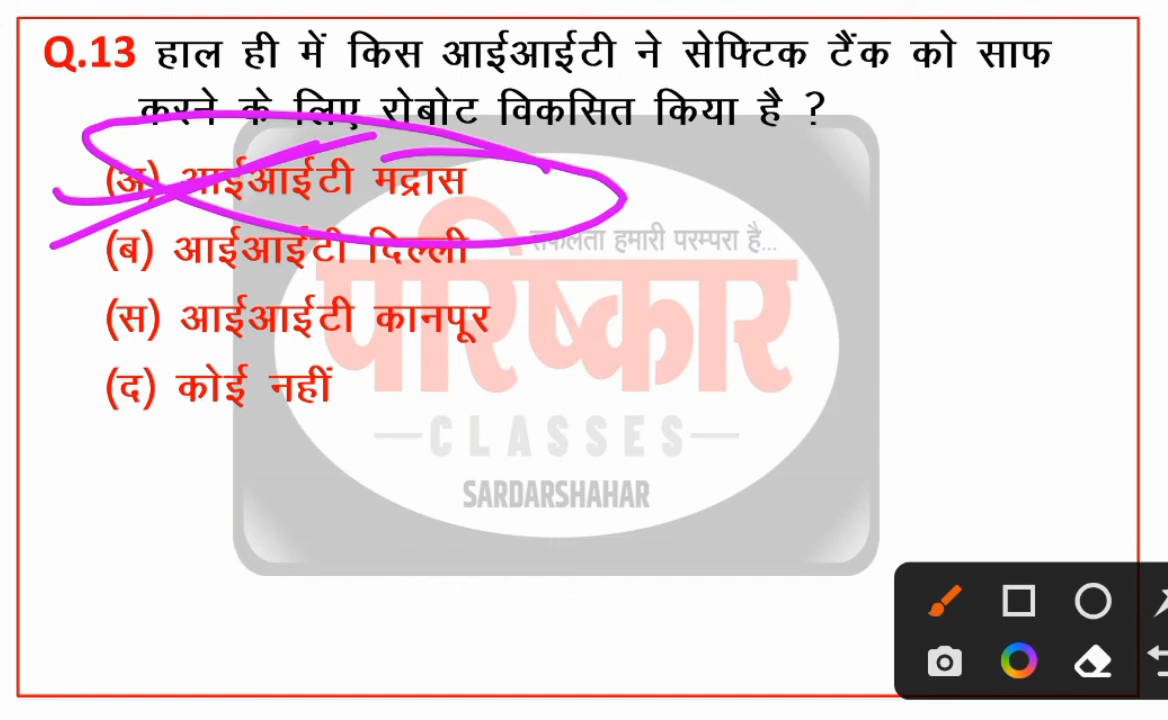 Q.13 हाल ही में किस आईआईटी ने सेफ्टिक टैंक को साफ
करने के लिए रोबोट विकसित किया है ?
(अ) आईआईटी मद्रास
(ब) आईआईटी दिल्ली
सफलता हमारी परम्परा है...
(स) आईआईटी कानपूर
परिष्कार
(द) कोई नहीं
—CLASSES—
SARDARSHAHAR